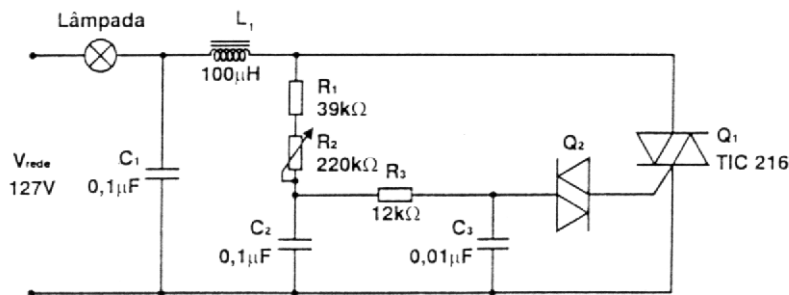 Lâmpada
L₁
100μH
R₁
39kΩ
R₂
220kΩ
Q₂
Q₁
TIC 216
Vrede
127V
C₁
0,1μF
R₃
12kΩ
C₂
0,1μF
C₃
0,01μF